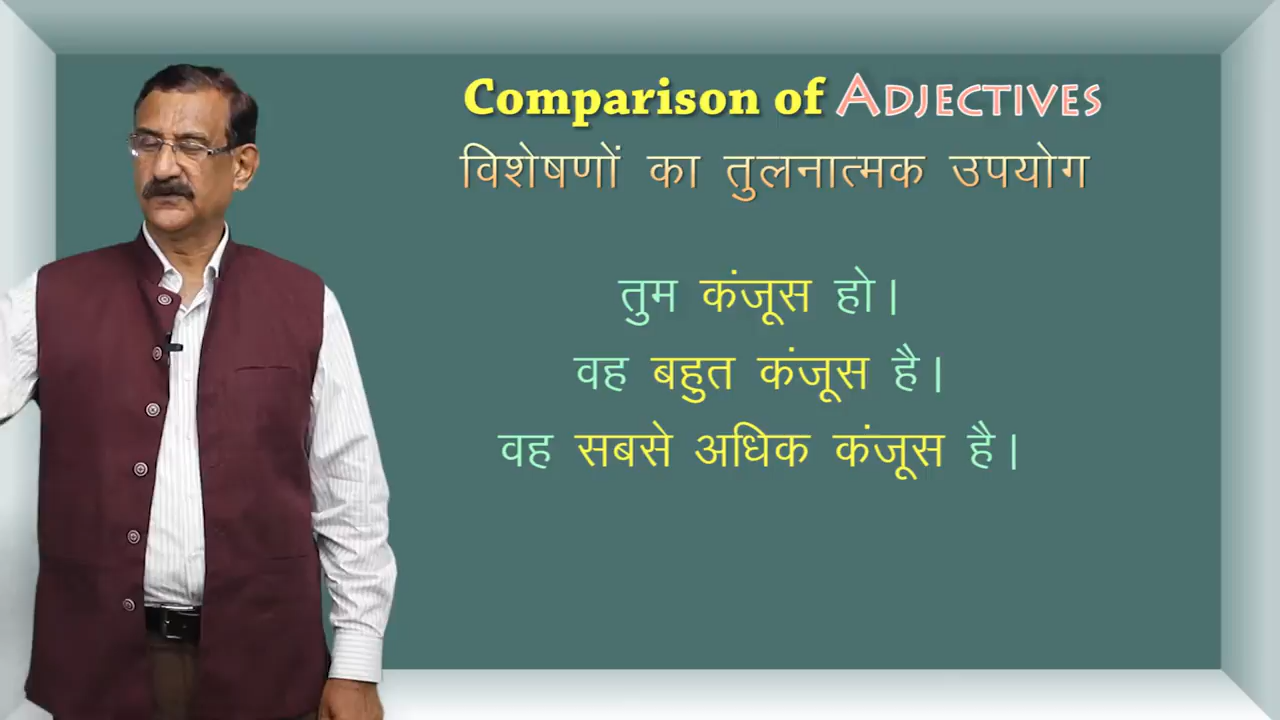 Comparison of ADJECTIVES
विशेषणों का तुलनात्मक उपयोग
तुम कंजूस हो।
वह बहुत कंजूस है।
वह सबसे अधिक कंजूस है।